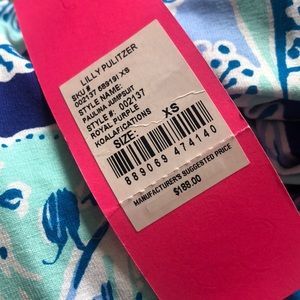 LILLY PULITZER
SKU #
002137 689191 XS
STYLE NAME:
PAULINA JUMPSUIT
STYLE #: 002137
ROYAL PURPLE
KOALAFICATIONS
SIZE: XS
889069 474140
MANUFACTURER'S SUGGESTED PRICE
$188.00